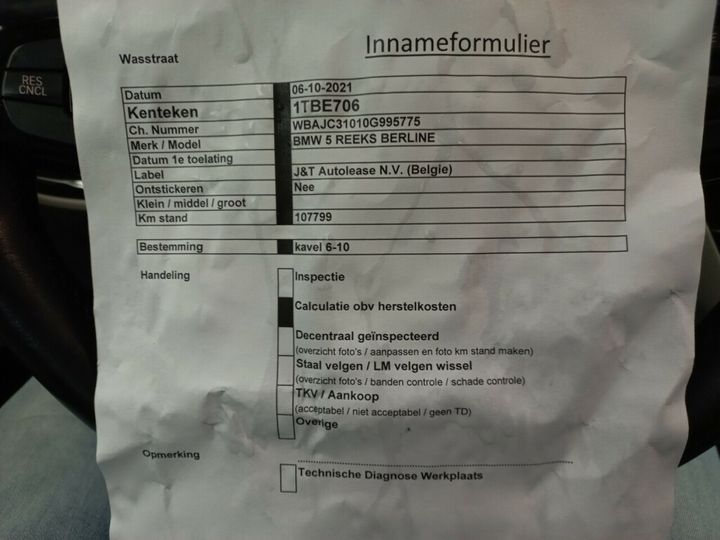 RES
CNCL
Innameformulier
Wasstraat
Datum 06-10-2021
Kenteken 1TBE706
Ch. Nummer WBAJC31010G995775
Merk / Model BMW 5 REEKS BERLINE
Datum 1e toelating
Label J&T Autolease N.V. (Belgie)
Ontstickeren Nee
Klein / middel / groot
Km stand 107799
Bestemming kavel 6-10
Handeling Inspectie
Calculatie obv herstelkosten
Decentraal geïnspecteerd
(overzicht foto's / aanpassen en foto km stand maken)
Staal velgen / LM velgen wissel
(overzicht foto's / banden controle / schade controle)
TKV / Aankoop
(acceptabel / niet acceptabel / geen TD)
Overige
Opmerking
Technische Diagnose Werkplaats